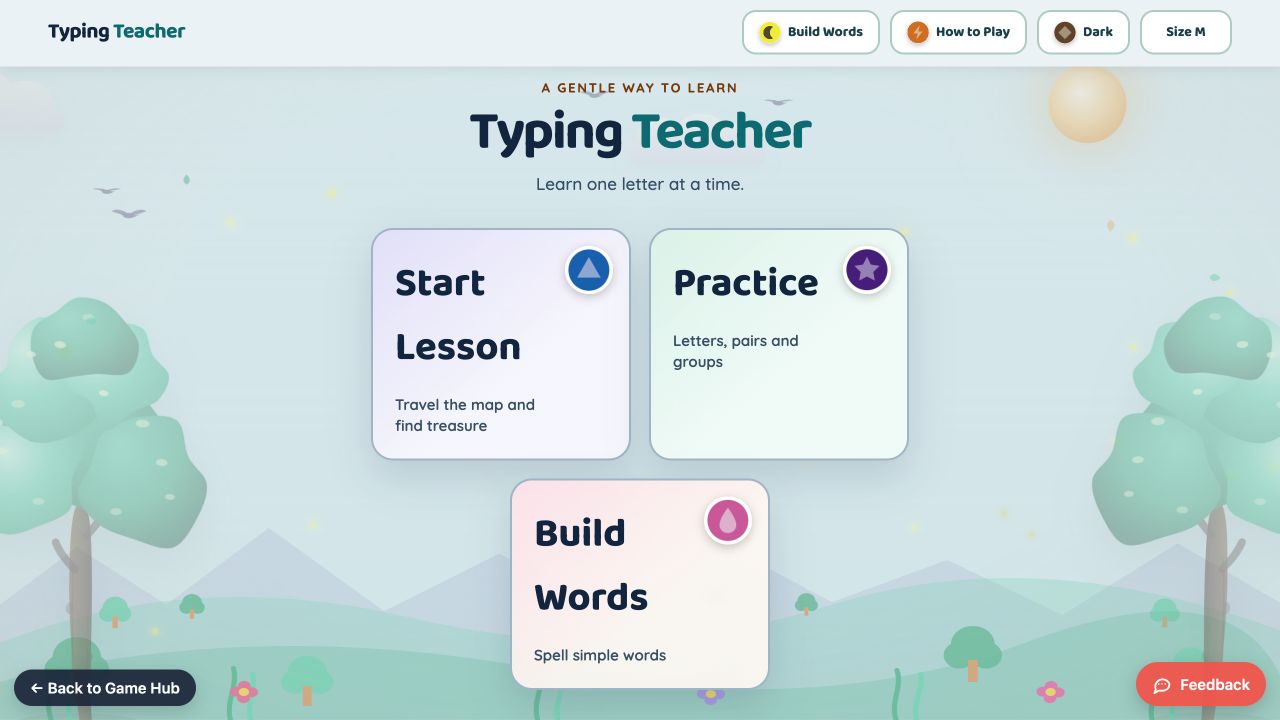 Typing Teacher
Build Words
How to Play
Dark
Size M
A GENTLE WAY TO LEARN
Typing Teacher
Learn one letter at a time.
Start
Lesson
Travel the map and
find treasure
Practice
Letters, pairs and
groups
Build
Words
Spell simple words
← Back to Game Hub
Feedback